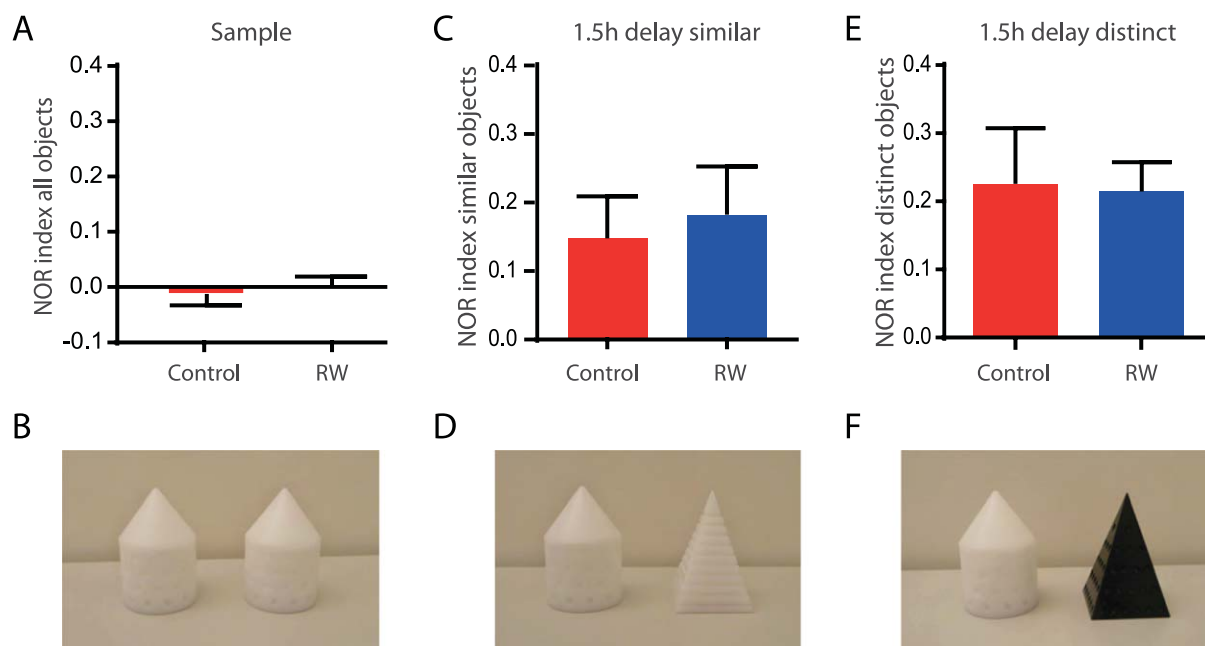 A
Sample
NOR index all objects
0.4
0.3
0.2
0.1
0.0
-0.1
Control
RW
C
1.5h delay similar
NOR index similar objects
0.4
0.3
0.2
0.1
0.0
Control
RW
E
1.5h delay distinct
NOR index distinct objects
0.4
0.3
0.2
0.1
0.0
Control
RW
B
D
F